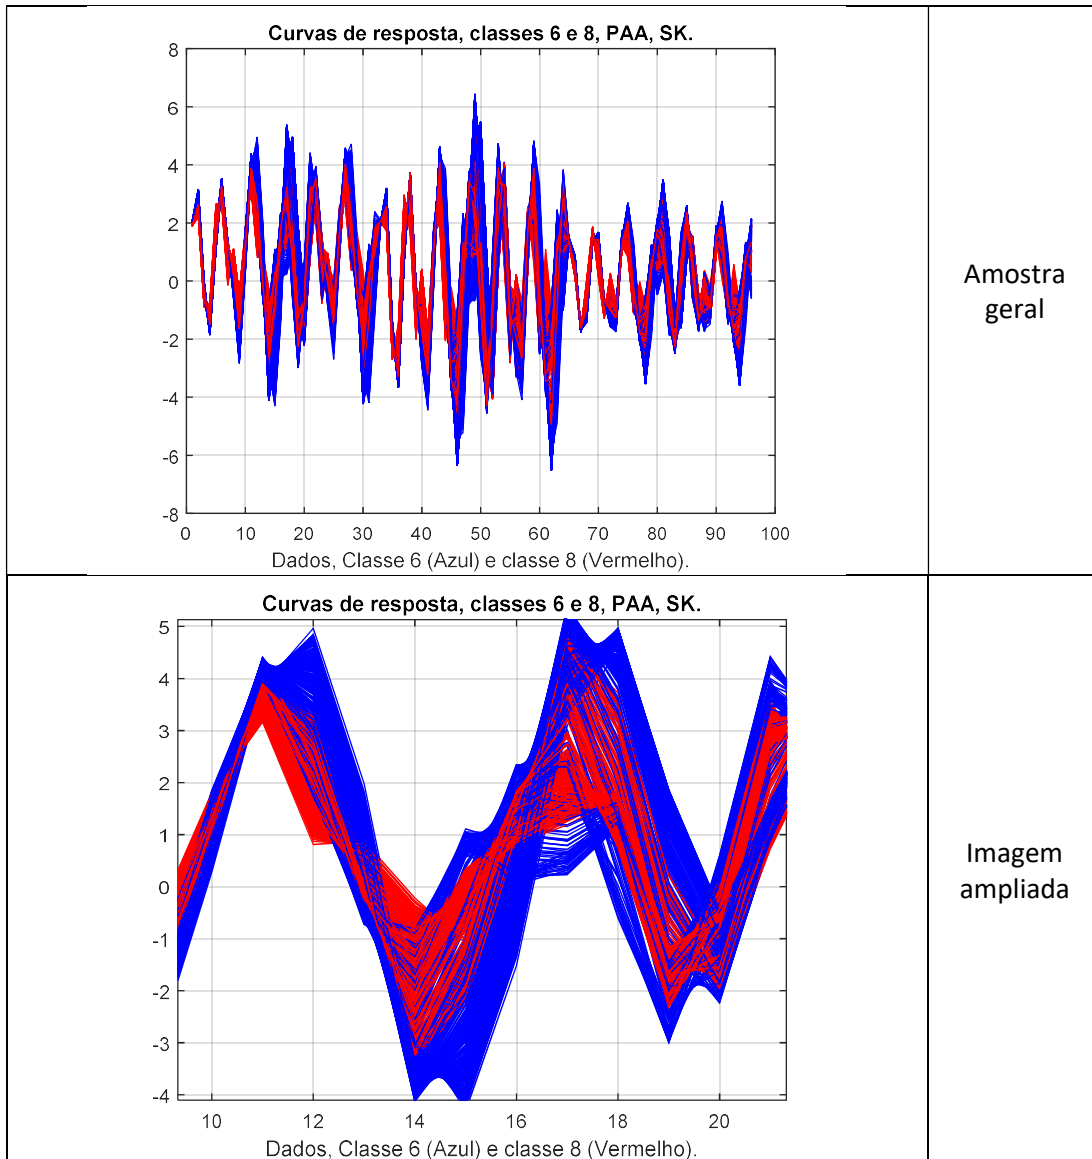 Curvas de resposta, classes 6 e 8, PAA, SK.
8
6
4
2
0
-2
-4
-6
-8
0 10 20 30 40 50 60 70 80 90 100
Dados, Classe 6 (Azul) e classe 8 (Vermelho).
Amostra
geral
Curvas de resposta, classes 6 e 8, PAA, SK.
5
4
3
2
1
0
-1
-2
-3
-4
10 12 14 16 18 20
Dados, Classe 6 (Azul) e classe 8 (Vermelho).
Imagem
ampliada